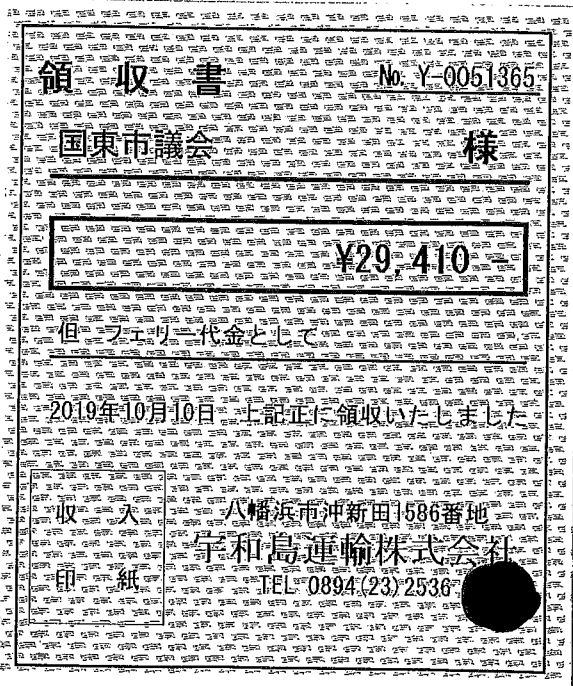 領収書 No. Y-0051365
国東市議会 様
¥29,410 -
但 フェリー代金として
2019年10月10日 上記正に領収いたしました
収入
印紙
八幡浜市沖新田1586番地
宇和島運輸株式会社
TEL 0894(23)2536